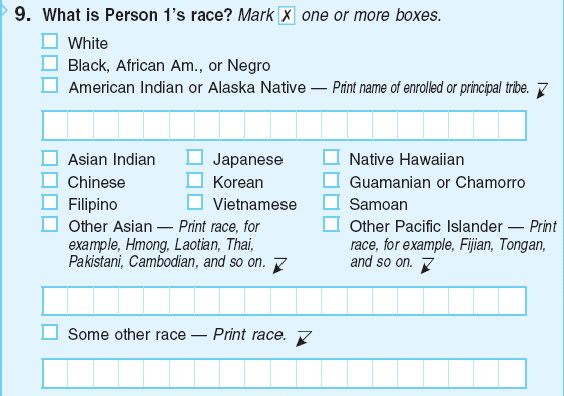 9. What is Person 1's race? Mark ✗ one or more boxes.
White
Black, African Am., or Negro
American Indian or Alaska Native — Print name of enrolled or principal tribe.
Asian Indian
Japanese
Native Hawaiian
Chinese
Korean
Guamanian or Chamorro
Filipino
Vietnamese
Samoan
Other Asian — Print race, for
example, Hmong, Laotian, Thai,
Pakistani, Cambodian, and so on.
Other Pacific Islander — Print
race, for example, Fijian, Tongan,
and so on.
Some other race — Print race.